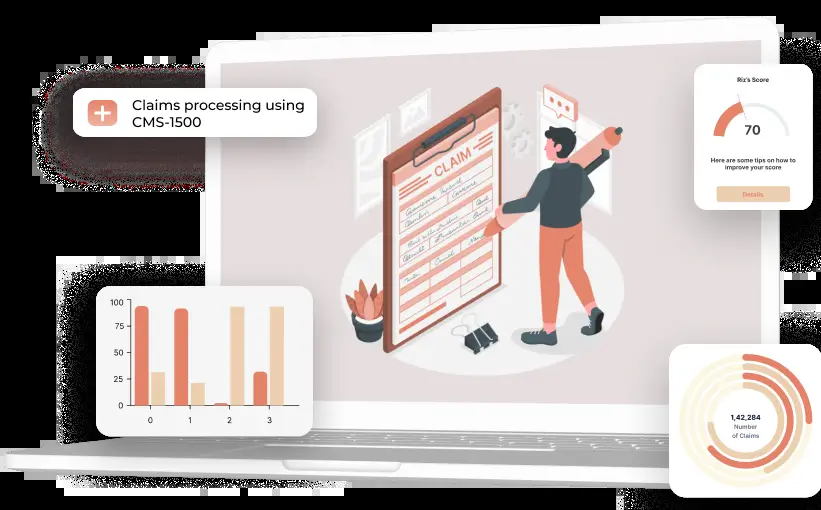 Claims processing using
CMS-1500
Riz's Score
70
Here are some tips on how to
improve your score
Details
CLAIM
100
75
50
25
0
0
1
2
3
1,42,284
Number
of Claims